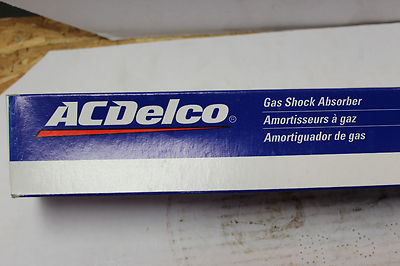 ACDelco®
Gas Shock Absorber
Amortisseurs à gaz
Amortiguador de gas